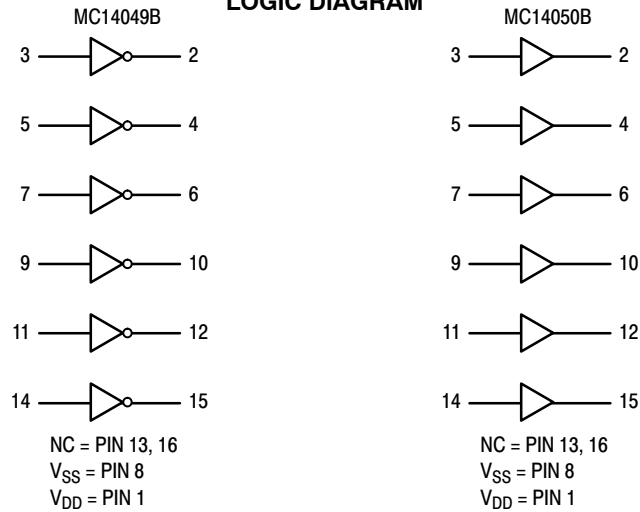 LOGIC DIAGRAM
MC14049B
3 2
5 4
7 6
9 10
11 12
14 15
NC = PIN 13, 16
VSS = PIN 8
VDD = PIN 1
MC14050B
3 2
5 4
7 6
9 10
11 12
14 15
NC = PIN 13, 16
VSS = PIN 8
VDD = PIN 1